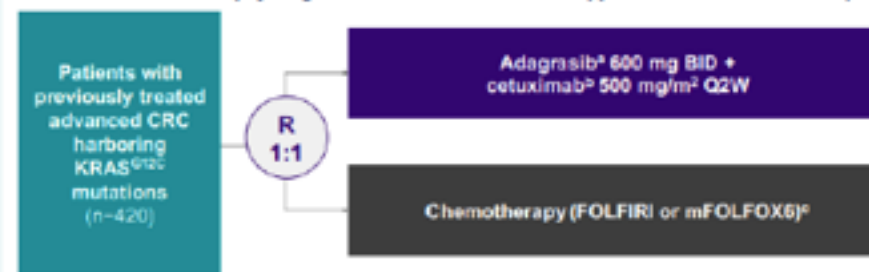 Patients with
previously treated
advanced CRC
harboring
KRASᴳ¹²ᶜ
mutations
(n~420)
R
1:1
Adagrasibᵃ 600 mg BID +
cetuximabᵇ 500 mg/m² Q2W
Chemotherapy (FOLFIRI or mFOLFOX6)ᶜ